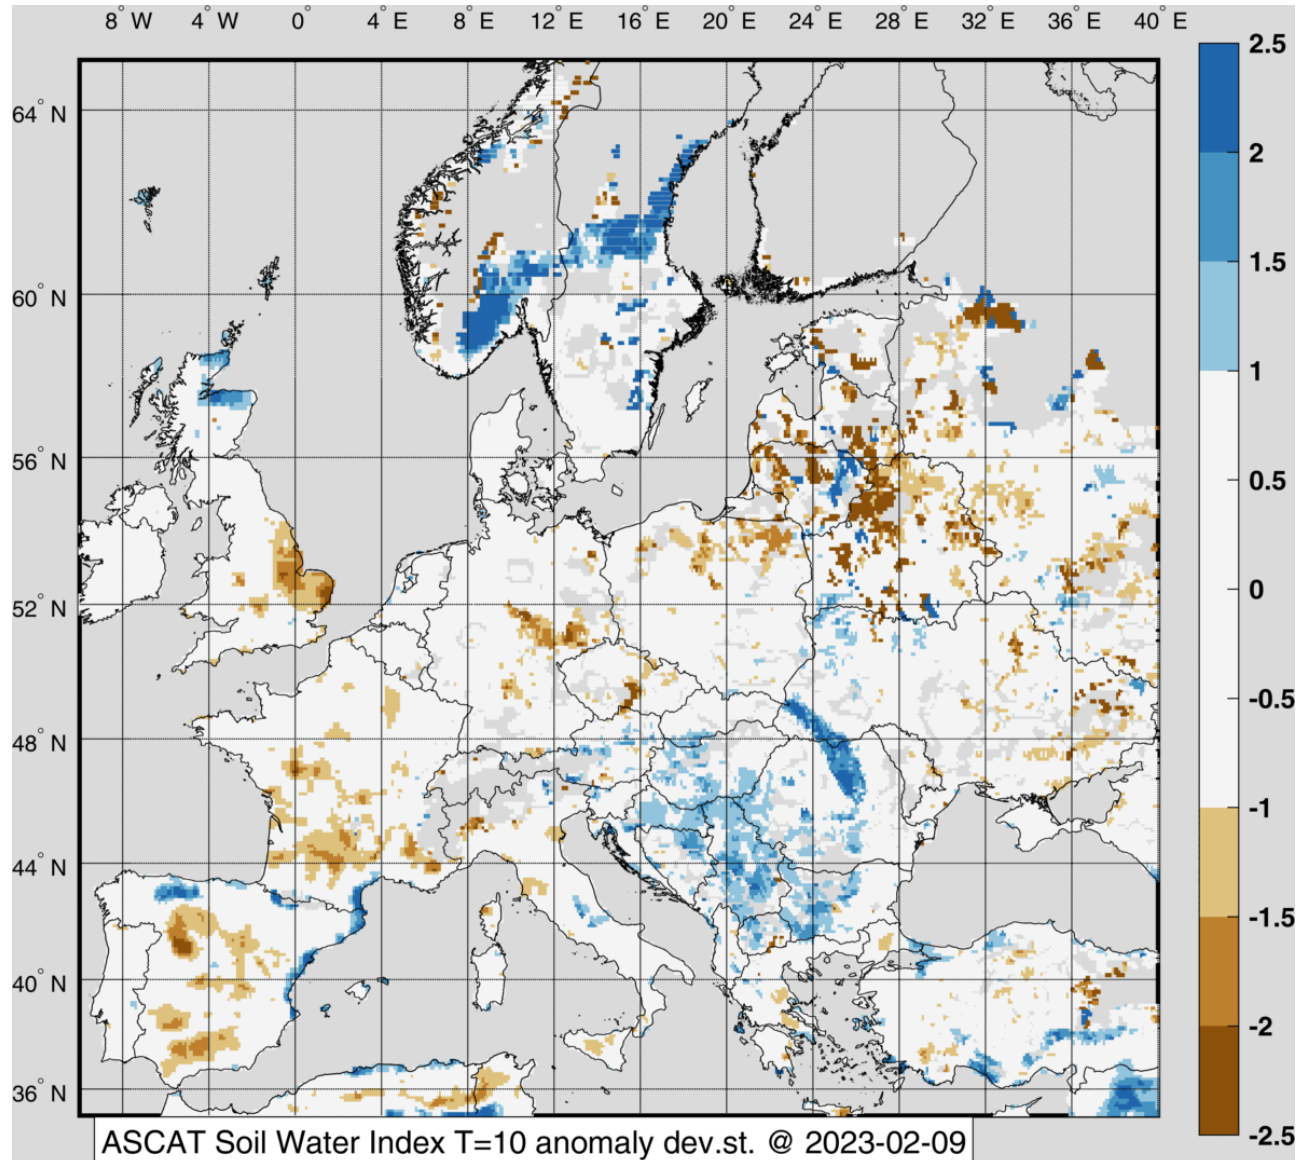 8° W 4° W 0° 4° E 8° E 12° E 16° E 20° E 24° E 28° E 32° E 36° E 40° E
2.5
64° N
2
1.5
60° N
1
56° N
0.5
0
52° N
-0.5
48° N
-1
44° N
-1.5
40° N
-2
36° N
-2.5
ASCAT Soil Water Index T=10 anomaly dev.st. @ 2023-02-09